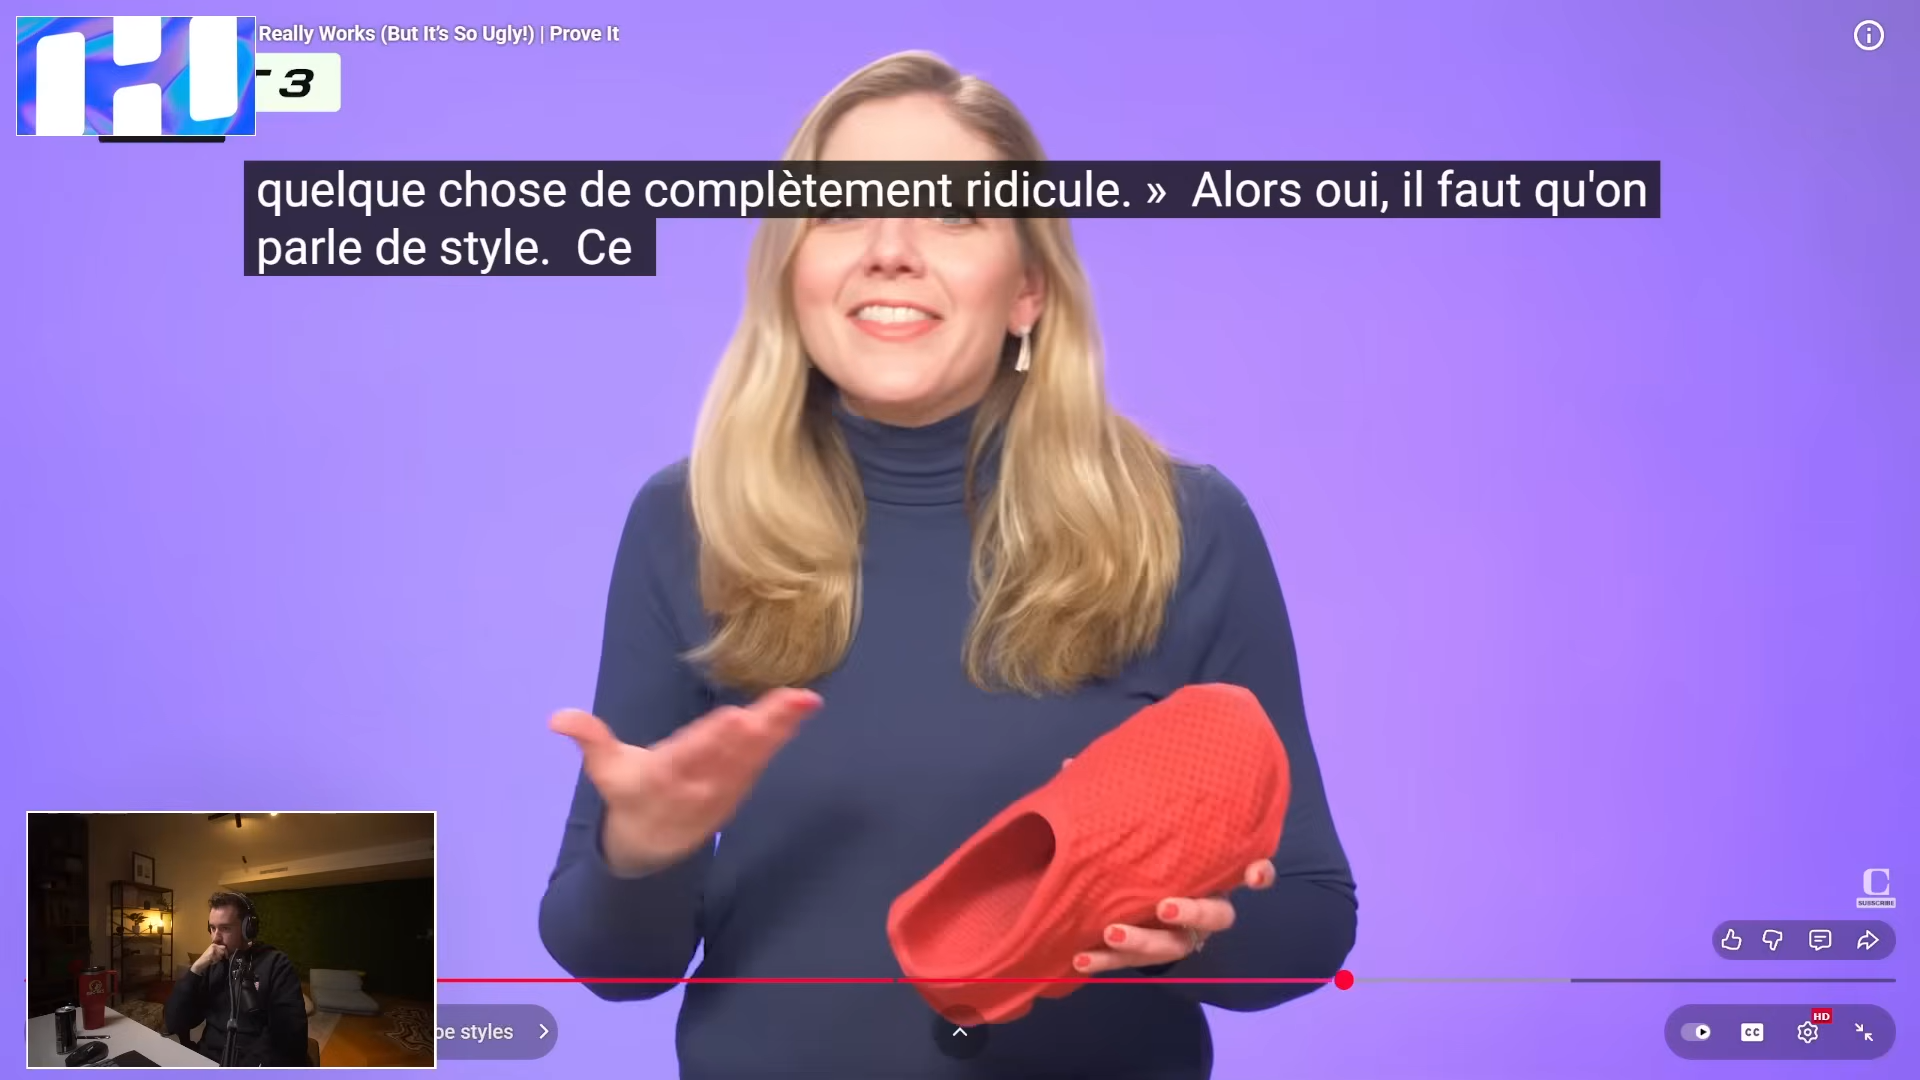 Really Works (But It's So Ugly!) | Prove It
3
quelque chose de complètement ridicule. »  Alors oui, il faut qu'on
parle de style.  Ce
SUBSCRIBE
styles
HD
CC